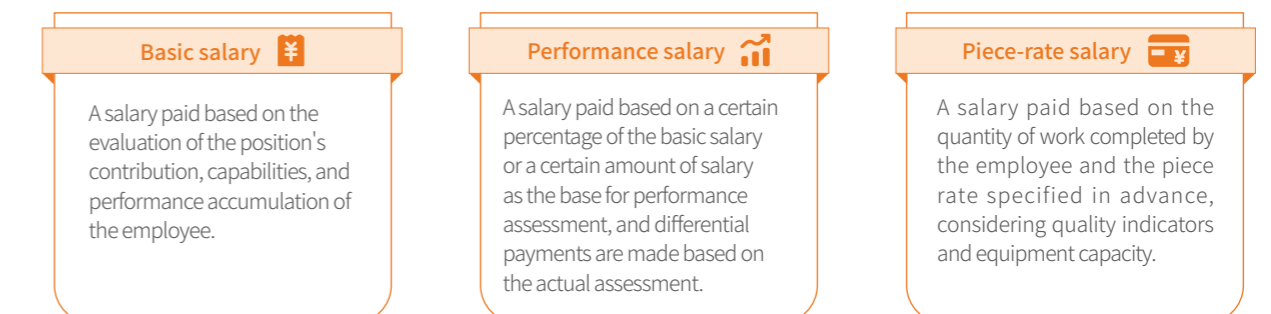 Basic salary
A salary paid based on the
evaluation of the position's
contribution, capabilities, and
performance accumulation of
the employee.
Performance salary
A salary paid based on a certain
percentage of the basic salary
or a certain amount of salary
as the base for performance
assessment, and differential
payments are made based on
the actual assessment.
Piece-rate salary
A salary paid based on the
quantity of work completed by
the employee and the piece
rate specified in advance,
considering quality indicators
and equipment capacity.